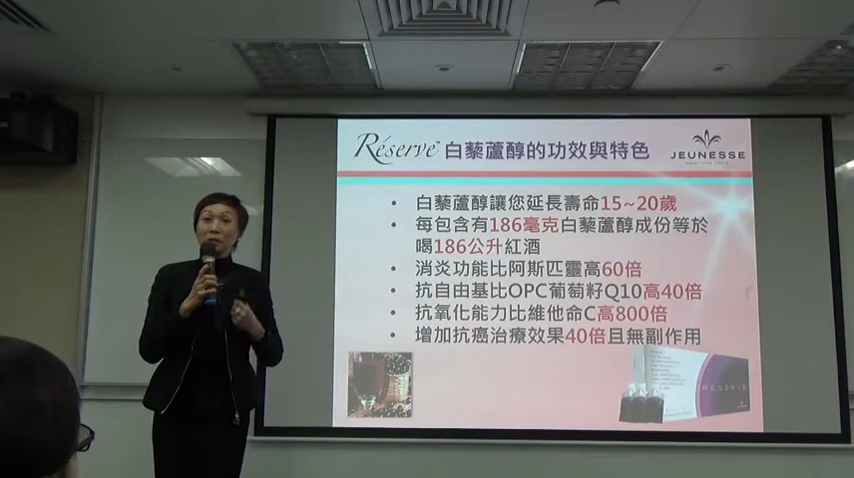 Réserve™ 白藜蘆醇的功效與特色
JEUNESSE
• 白藜蘆醇讓您延長壽命15~20歲
• 每包含有186毫克白藜蘆醇成份等於
喝186公升紅酒
• 消炎功能比阿斯匹靈高60倍
• 抗自由基比OPC葡萄籽Q10高40倍
• 抗氧化能力比維他命C高800倍
• 增加抗癌治療效果40倍且無副作用
RESERVE